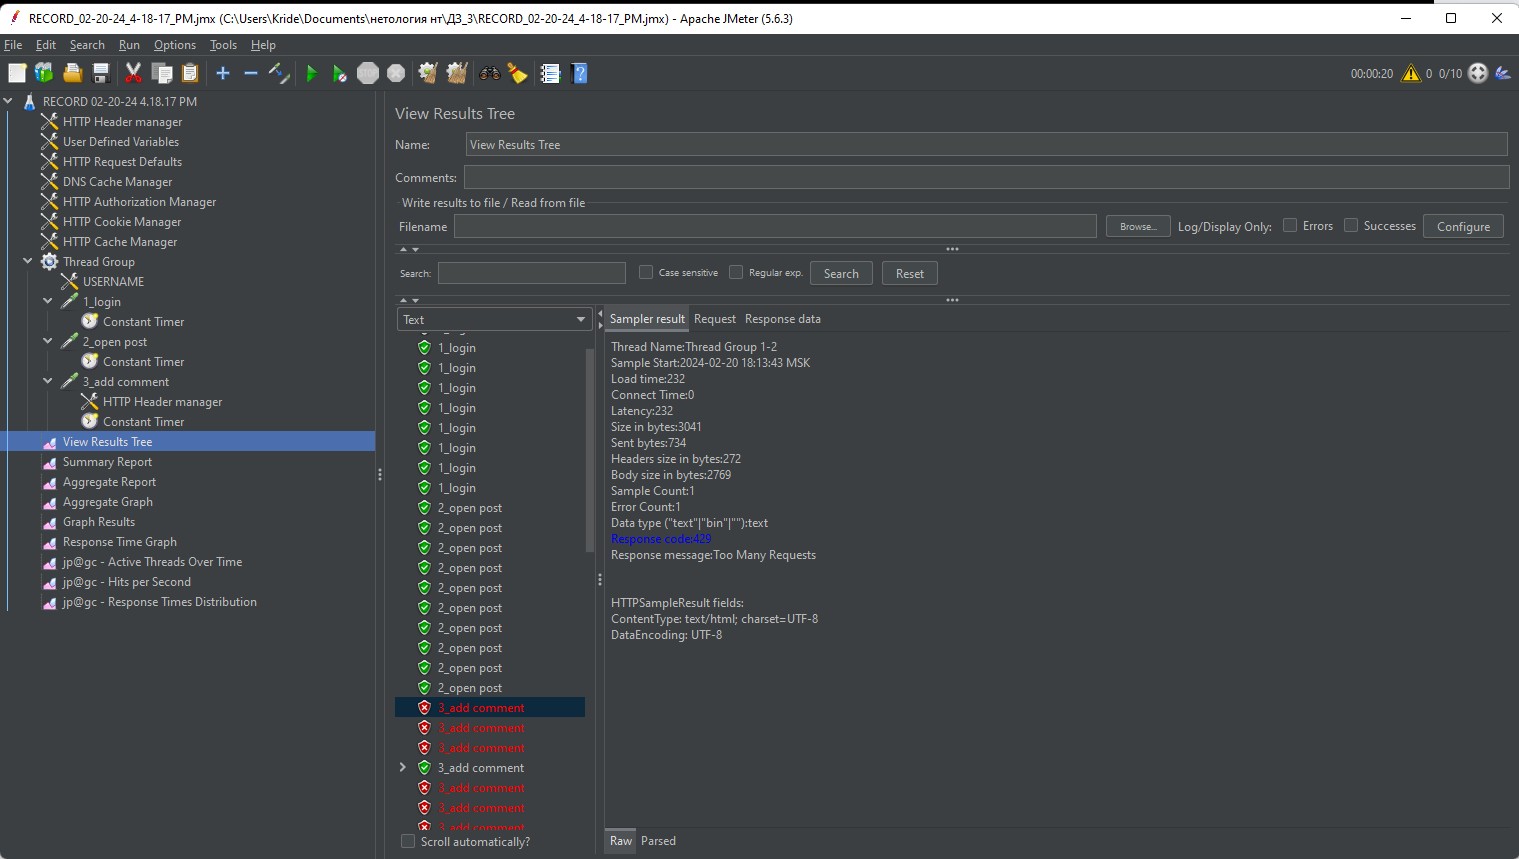 RECORD_02-20-24_4-18-17_PM.jmx (C:\Users\Kride\Documents\нетология нт\ДЗ_3\RECORD_02-20-24_4-18-17_PM.jmx) - Apache JMeter (5.6.3)
File Edit Search Run Options Tools Help
00:00:20 0 0/10
RECORD 02-20-24 4.18.17 PM
HTTP Header manager
User Defined Variables
HTTP Request Defaults
DNS Cache Manager
HTTP Authorization Manager
HTTP Cookie Manager
HTTP Cache Manager
Thread Group
USERNAME
1_login
Constant Timer
2_open post
Constant Timer
3_add comment
HTTP Header manager
Constant Timer
View Results Tree
Summary Report
Aggregate Report
Aggregate Graph
Graph Results
Response Time Graph
jp@gc - Active Threads Over Time
jp@gc - Hits per Second
jp@gc - Response Times Distribution
View Results Tree
Name: View Results Tree
Comments:
Write results to file / Read from file
Filename Browse... Log/Display Only: Errors Successes Configure
Search: Case sensitive Regular exp. Search Reset
Text
1_login
1_login
1_login
1_login
1_login
1_login
1_login
1_login
2_open post
2_open post
2_open post
2_open post
2_open post
2_open post
2_open post
2_open post
2_open post
2_open post
3_add comment
3_add comment
3_add comment
3_add comment
3_add comment
3_add comment
3_add comment
Scroll automatically?
Sampler result Request Response data
Thread Name:Thread Group 1-2
Sample Start:2024-02-20 18:13:43 MSK
Load time:232
Connect Time:0
Latency:232
Size in bytes:3041
Sent bytes:734
Headers size in bytes:272
Body size in bytes:2769
Sample Count:1
Error Count:1
Data type ("text"|"bin"|""):text
Response code:429
Response message:Too Many Requests
HTTPSampleResult fields:
ContentType: text/html; charset=UTF-8
DataEncoding: UTF-8
Raw Parsed